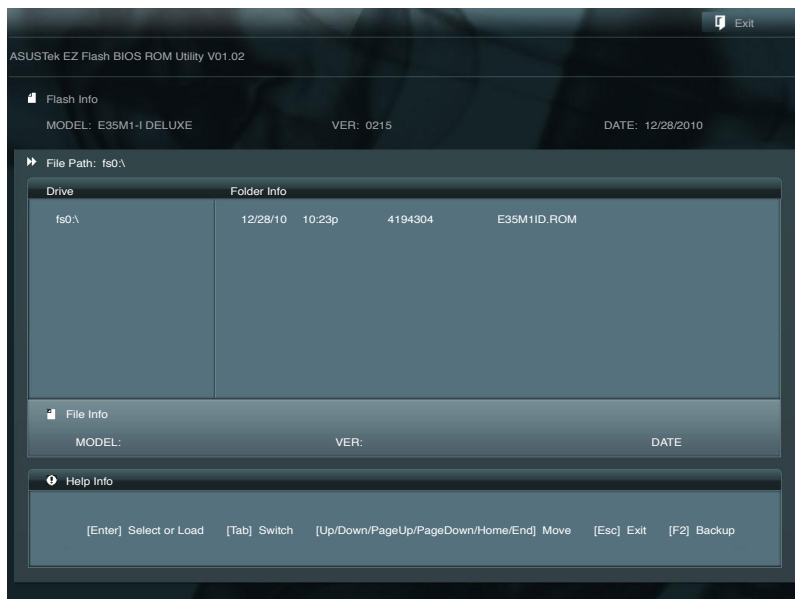 Exit
ASUSTek EZ Flash BIOS ROM Utility V01.02
Flash Info
MODEL: E35M1-I DELUXE VER: 0215 DATE: 12/28/2010
File Path: fs0:\
Drive Folder Info
fs0:\ 12/28/10 10:23p 4194304 E35M1ID.ROM
File Info
MODEL: VER: DATE
Help Info
[Enter] Select or Load [Tab] Switch [Up/Down/PageUp/PageDown/Home/End] Move [Esc] Exit [F2] Backup